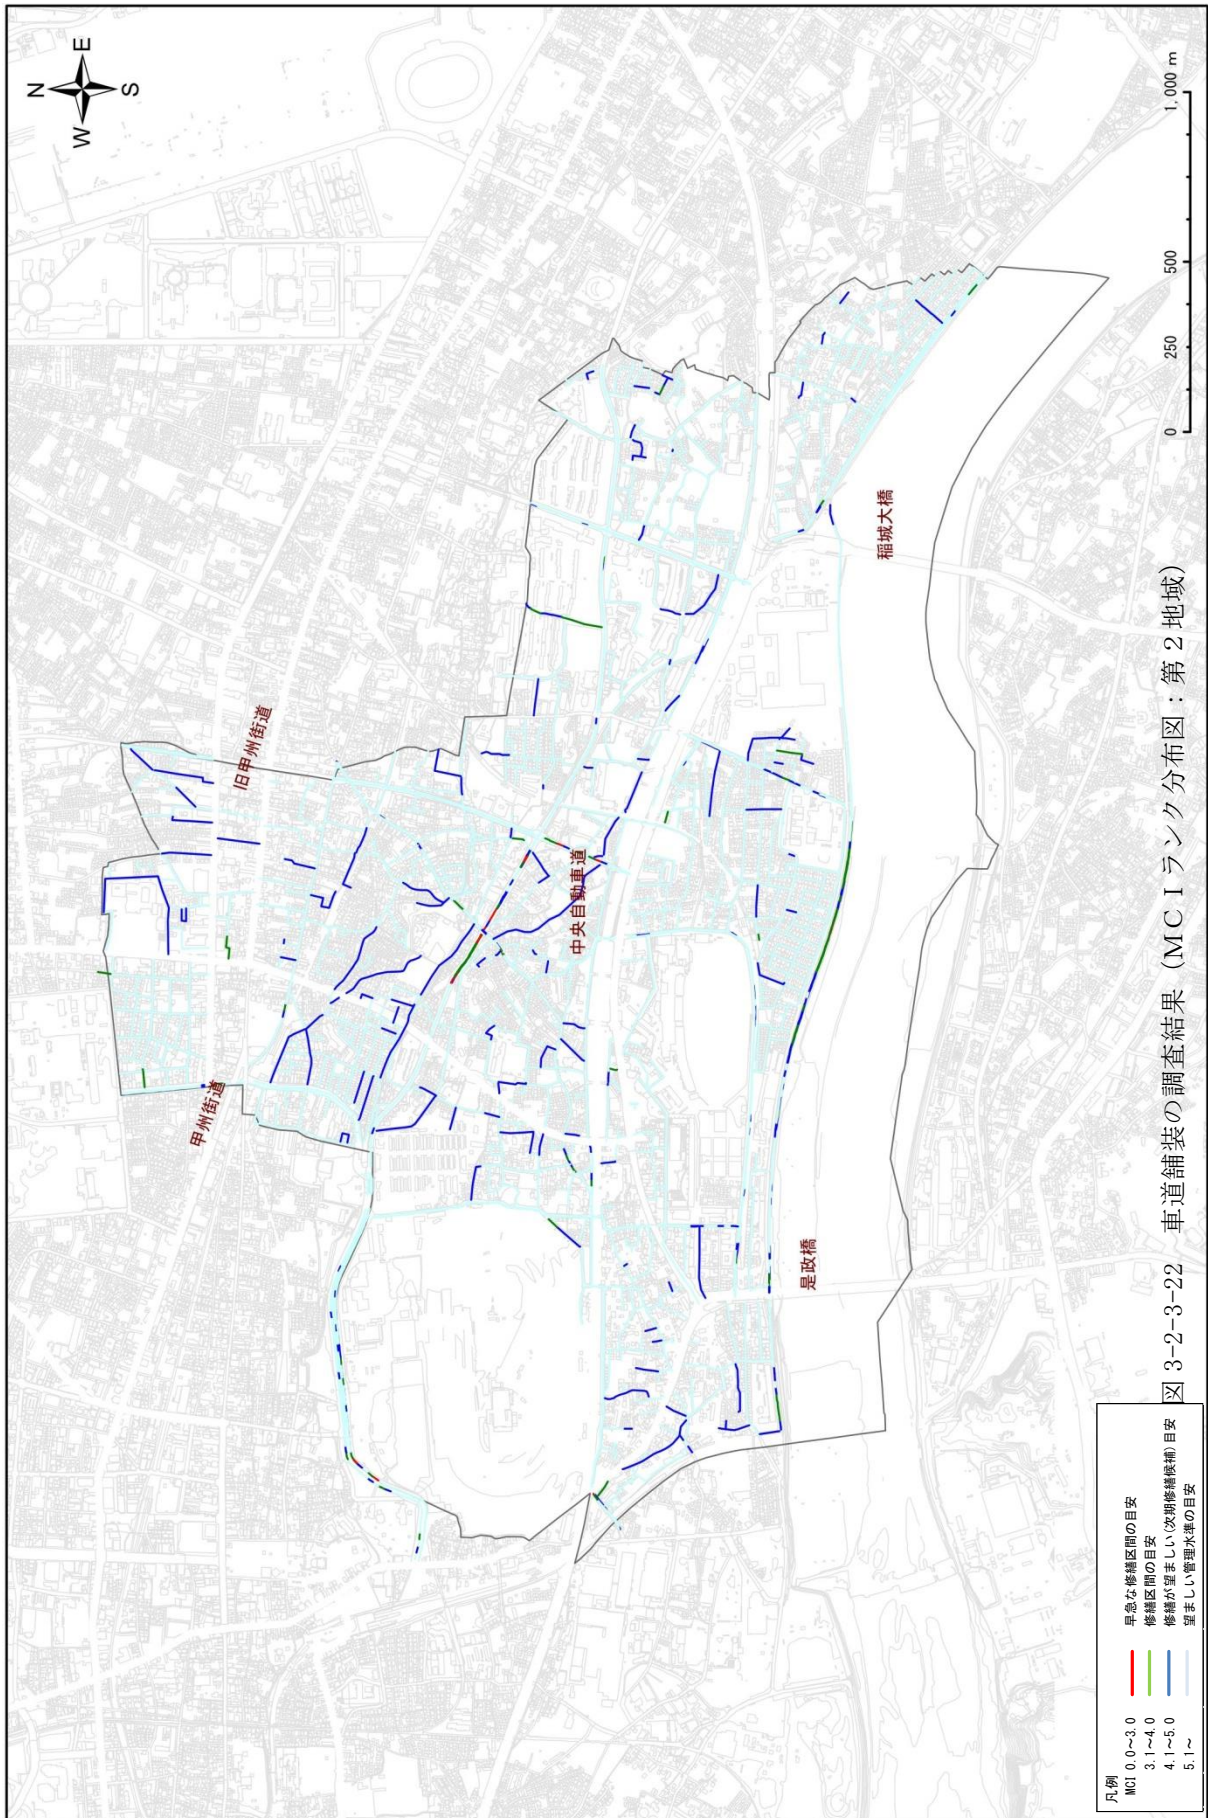 N
W E
S
甲州街道
旧甲州街道
中央自動車道
是政橋
稲城大橋
凡例
MCI 0.0~3.0 早急な修繕区間の目安
3.1~4.0 修繕区間の目安
4.1~5.0 修繕が望ましい(次期修繕候補)目安
5.1~ 望ましい管理水準の目安
0 250 500 1,000 m
図 3-2-3-22 車道舗装の調査結果(MCIランク分布図:第2地域)